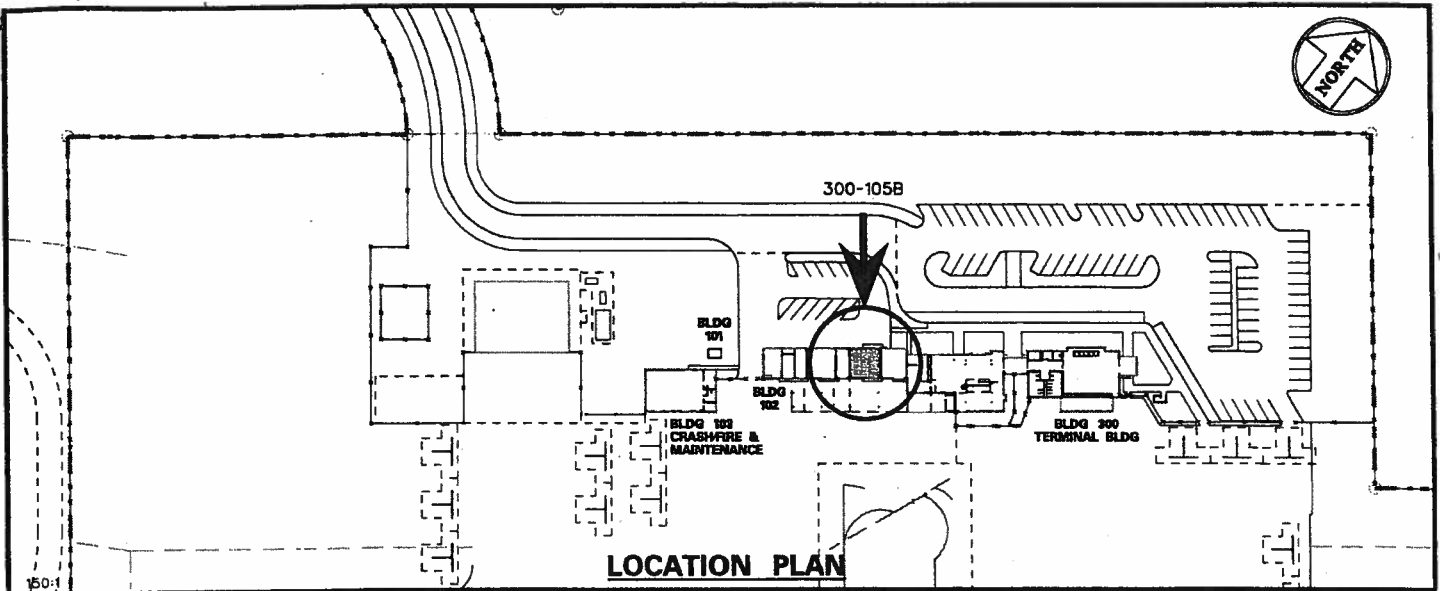 NORTH
300-105B
BLDG
101
BLDG
102
BLDG 103
CRASH/FIRE &
MAINTENANCE
BLDG 300
TERMINAL BLDG
LOCATION PLAN
150:1